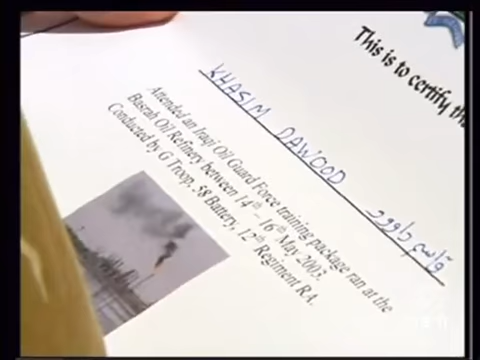 This is to certify th
KHASIM DAWOOD قاسم داوود
Attended an Iraqi Oil Guard Force training package ran at the
Basrah Oil Refinery between 14th – 16th May 2003.
Conducted by G Troop, 58 Battery, 12th Regiment RA.